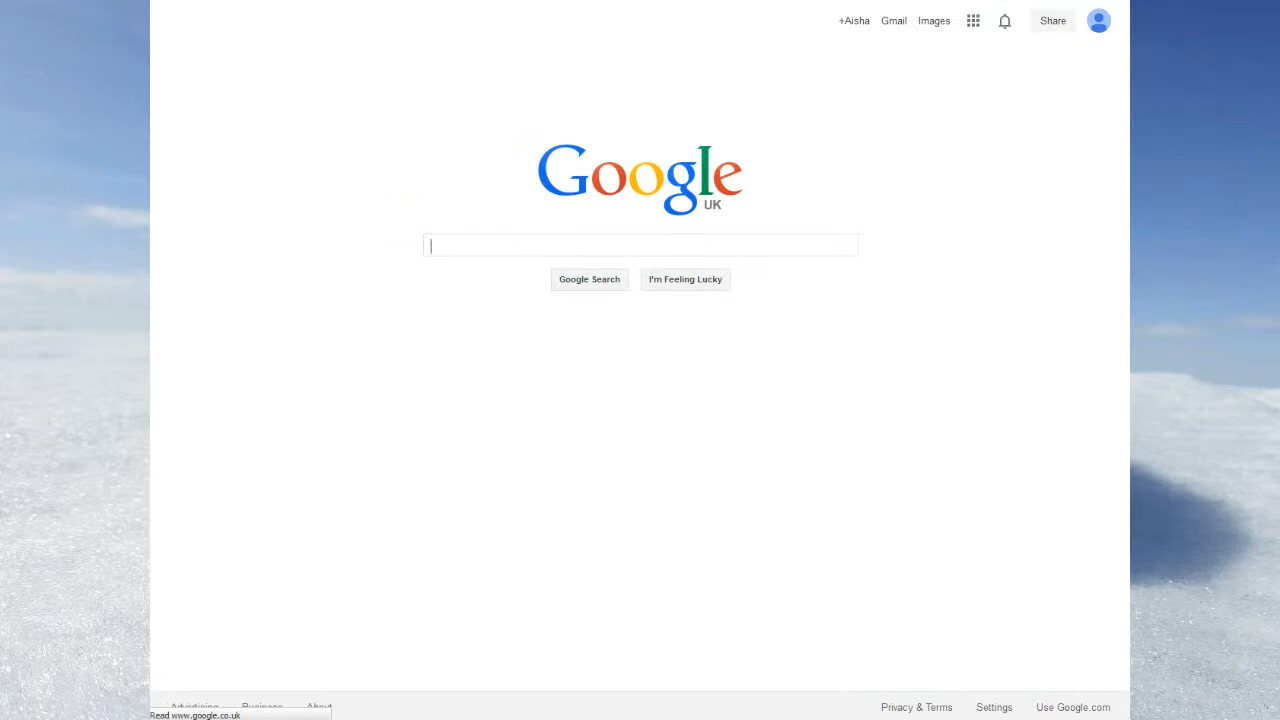 +Aisha Gmail Images Share
Google
UK
Google Search I'm Feeling Lucky
Advertising Business About Privacy & Terms Settings Use Google.com
Read www.google.co.uk